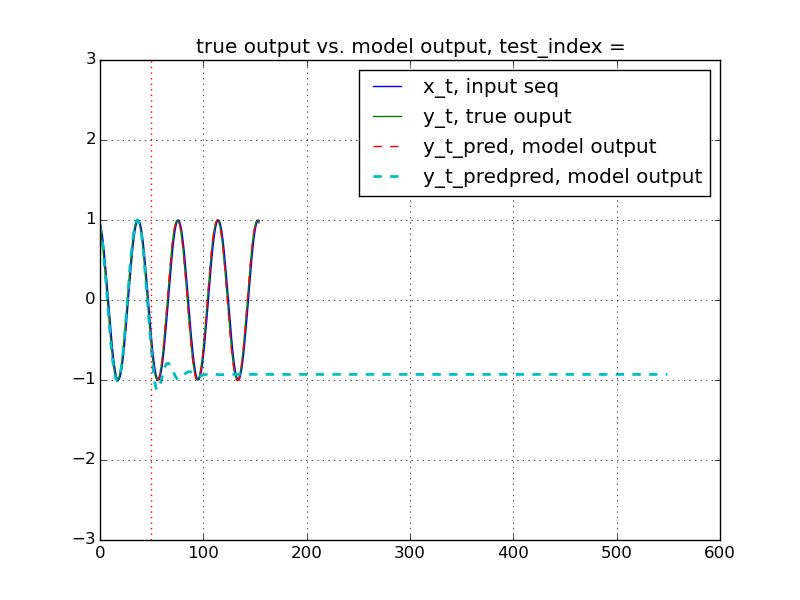 true output vs. model output, test_index =
x_t, input seq
y_t, true ouput
y_t_pred, model output
y_t_predpred, model output
3
2
1
0
−1
−2
−3
0 100 200 300 400 500 600